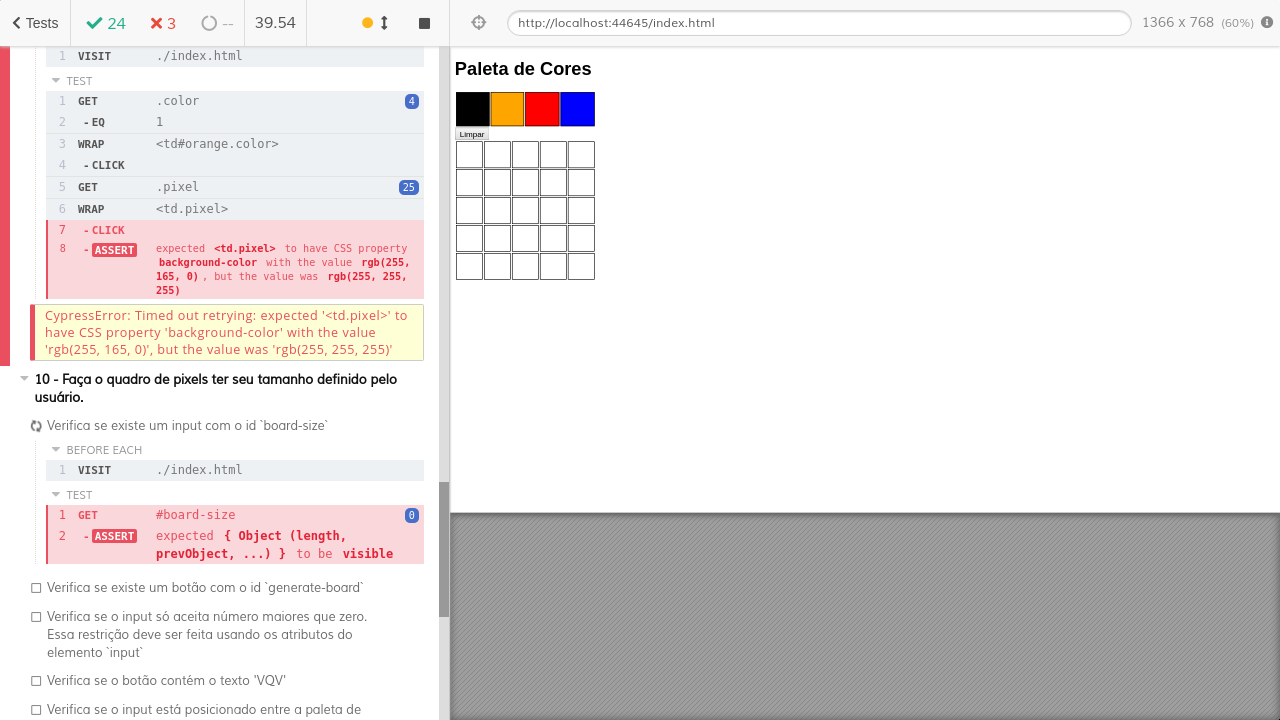 Tests 24 3 -- 39.54 http://localhost:44645/index.html 1366 x 768 (60%)
1 VISIT ./index.html
TEST
1 GET .color 4
2 - EQ 1
3 WRAP <td#orange.color>
4 - CLICK
5 GET .pixel 25
6 WRAP <td.pixel>
7 - CLICK
8 - ASSERT expected <td.pixel> to have CSS property
background-color with the value rgb(255,
165, 0) , but the value was rgb(255, 255,
255)
CypressError: Timed out retrying: expected '<td.pixel>' to
have CSS property 'background-color' with the value
'rgb(255, 165, 0)', but the value was 'rgb(255, 255, 255)'
10 - Faça o quadro de pixels ter seu tamanho definido pelo
usuário.
Verifica se existe um input com o id `board-size`
BEFORE EACH
1 VISIT ./index.html
TEST
1 GET #board-size 0
2 - ASSERT expected { Object (length,
prevObject, ...) } to be visible
Verifica se existe um botão com o id `generate-board`
Verifica se o input só aceita número maiores que zero.
Essa restrição deve ser feita usando os atributos do
elemento `input`
Verifica se o botão contém o texto 'VQV'
Verifica se o input está posicionado entre a paleta de
Paleta de Cores
Limpar